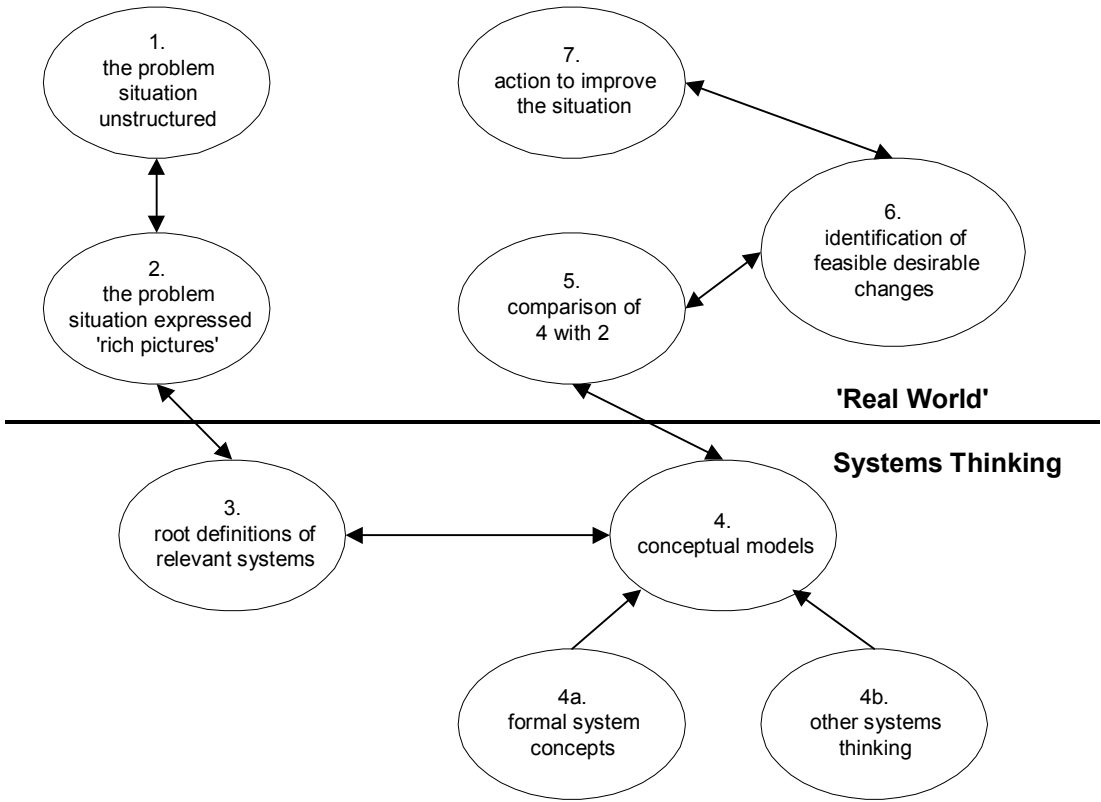 1.
the problem
situation
unstructured
7.
action to improve
the situation
2.
the problem
situation expressed
'rich pictures'
5.
comparison of
4 with 2
6.
identification of
feasible desirable
changes
'Real World'
Systems Thinking
3.
root definitions of
relevant systems
4.
conceptual models
4a.
formal system
concepts
4b.
other systems
thinking